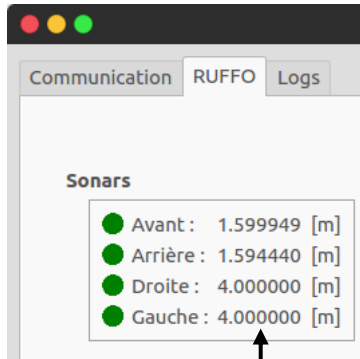 Communication RUFFO Logs
Sonars
Avant : 1.599949 [m]
Arrière : 1.594440 [m]
Droite : 4.000000 [m]
Gauche : 4.000000 [m]